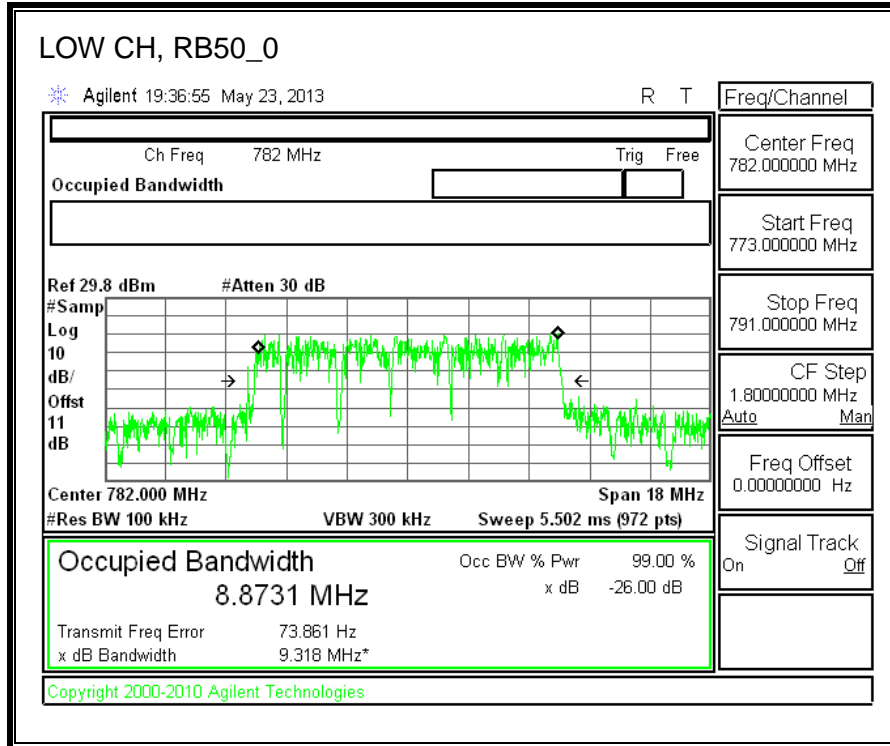 LOW CH, RB50_0
Agilent 19:36:55 May 23, 2013 R T
Freq/Channel
Ch Freq 782 MHz Trig Free
Occupied Bandwidth
Center Freq
782.000000 MHz
Start Freq
773.000000 MHz
Stop Freq
791.000000 MHz
CF Step
1.80000000 MHz
Auto Man
Freq Offset
0.00000000 Hz
Signal Track
On Off
Ref 29.8 dBm #Atten 30 dB
#Samp
Log
10
dB/
Offst
11
dB
Center 782.000 MHz Span 18 MHz
#Res BW 100 kHz VBW 300 kHz Sweep 5.502 ms (972 pts)
Occupied Bandwidth
8.8731 MHz
Occ BW % Pwr 99.00 %
x dB -26.00 dB
Transmit Freq Error 73.861 Hz
x dB Bandwidth 9.318 MHz*
Copyright 2000-2010 Agilent Technologies